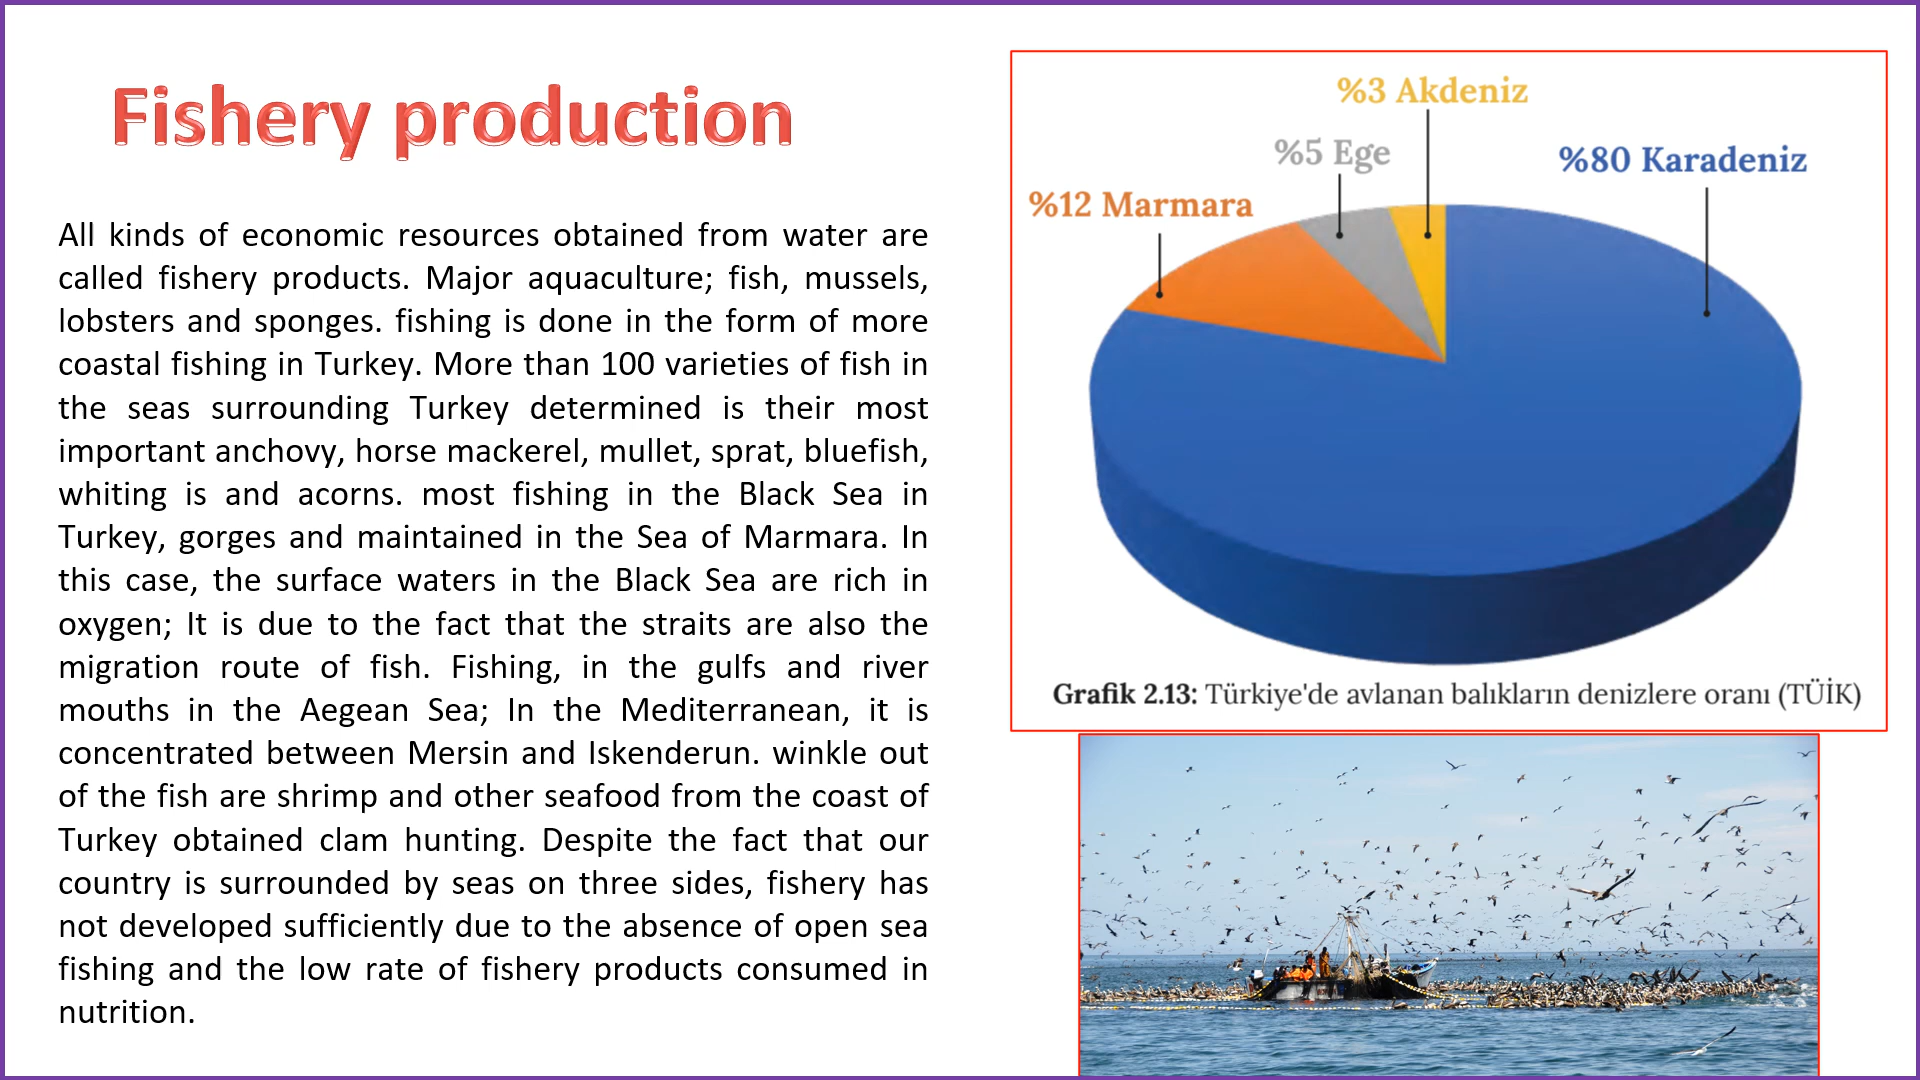 Fishery production
All kinds of economic resources obtained from water are
called fishery products. Major aquaculture; fish, mussels,
lobsters and sponges. fishing is done in the form of more
coastal fishing in Turkey. More than 100 varieties of fish in
the seas surrounding Turkey determined is their most
important anchovy, horse mackerel, mullet, sprat, bluefish,
whiting is and acorns. most fishing in the Black Sea in
Turkey, gorges and maintained in the Sea of Marmara. In
this case, the surface waters in the Black Sea are rich in
oxygen; It is due to the fact that the straits are also the
migration route of fish. Fishing, in the gulfs and river
mouths in the Aegean Sea; In the Mediterranean, it is
concentrated between Mersin and Iskenderun. winkle out
of the fish are shrimp and other seafood from the coast of
Turkey obtained clam hunting. Despite the fact that our
country is surrounded by seas on three sides, fishery has
not developed sufficiently due to the absence of open sea
fishing and the low rate of fishery products consumed in
nutrition.
%3 Akdeniz
%5 Ege
%80 Karadeniz
%12 Marmara
Grafik 2.13: Türkiye'de avlanan balıkların denizlere oranı (TÜİK)